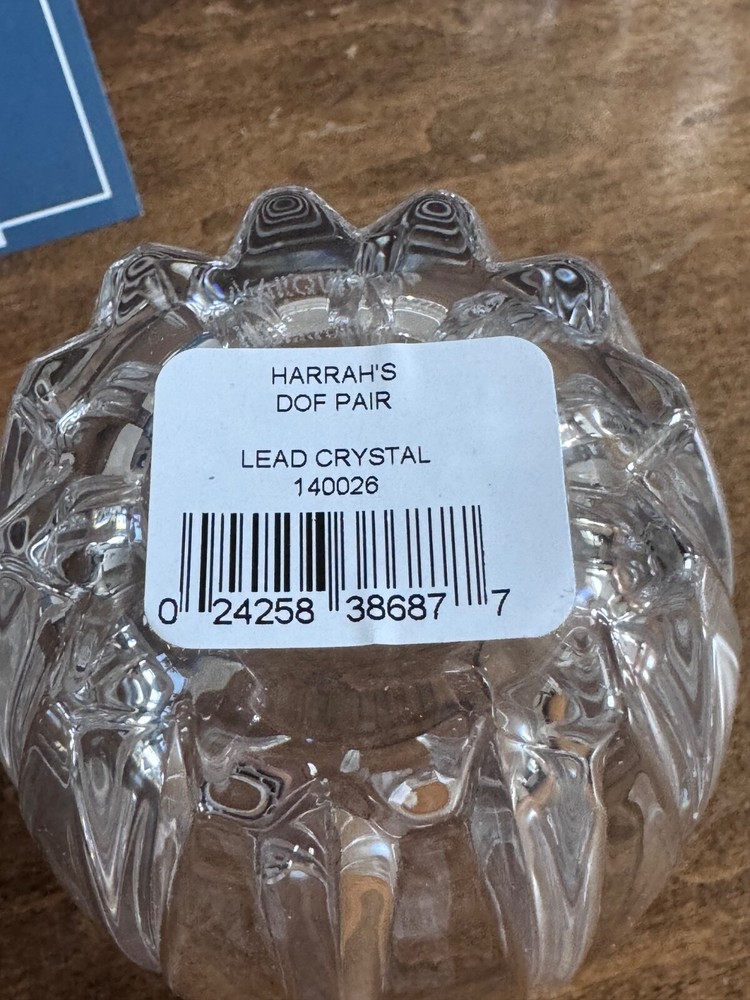 HARRAH'S
DOF PAIR
LEAD CRYSTAL
140026
0 24258 38687 7